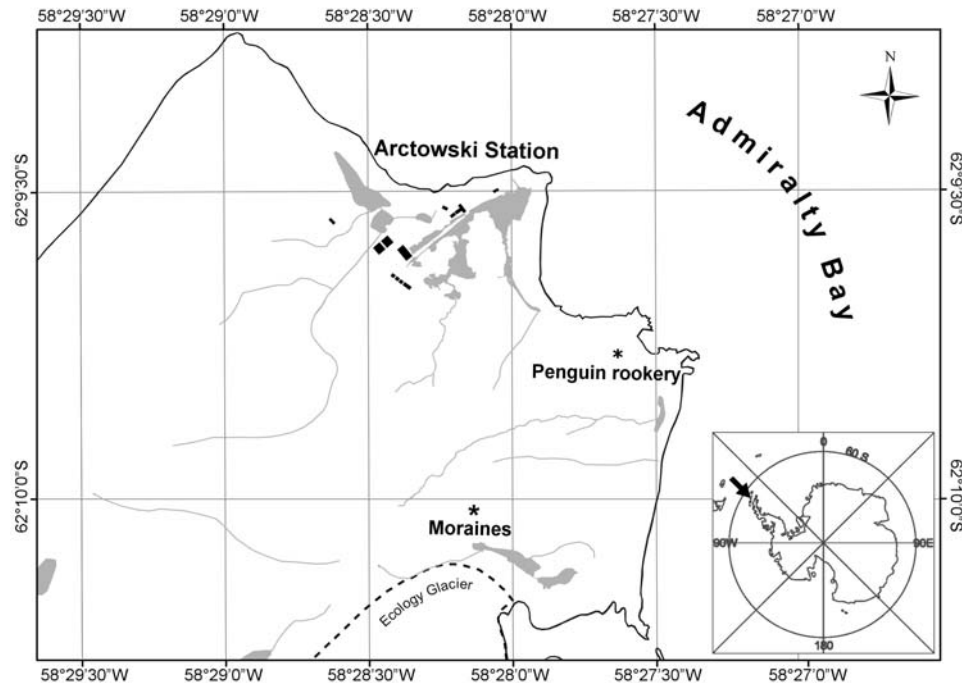 58°29'30"W 58°29'0"W 58°28'30"W 58°28'0"W 58°27'30"W 58°27'0"W
N
Admiralty Bay
Arctowski Station
62°9'30"S
62°9'30"S
Penguin rookery
62°10'0"S
62°10'0"S
Moraines
Ecology Glacier
0
60 S
90W
90E
180
58°29'30"W 58°29'0"W 58°28'30"W 58°28'0"W 58°27'30"W 58°27'0"W